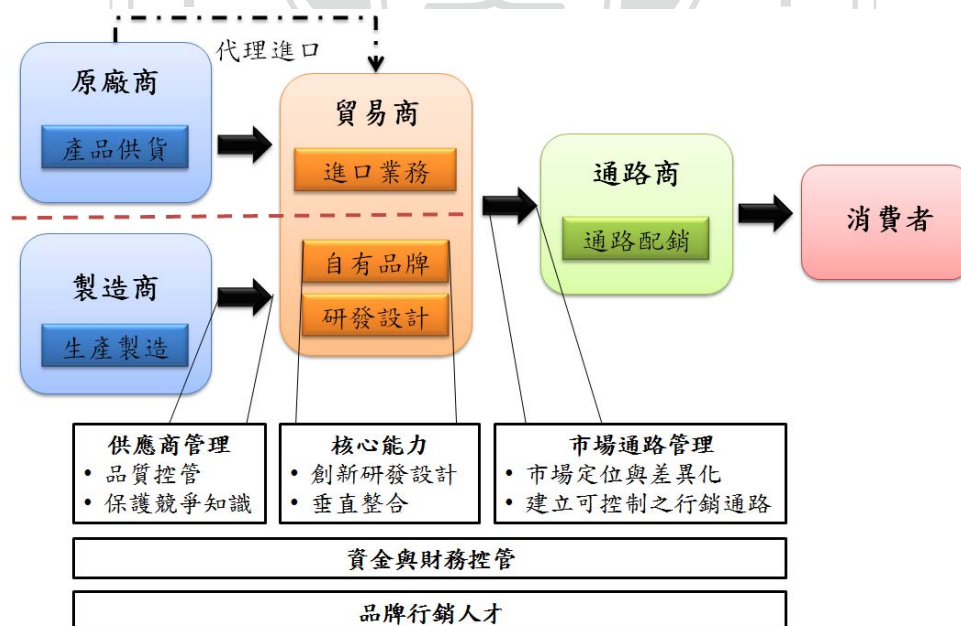 代理進口
原廠商
產品供貨
貿易商
進口業務
通路商
通路配銷
消費者
製造商
生產製造
自有品牌
研發設計
供應商管理
• 品質控管
• 保護競爭知識
核心能力
• 創新研發設計
• 垂直整合
市場通路管理
• 市場定位與差異化
• 建立可控制之行銷通路
資金與財務控管
品牌行銷人才